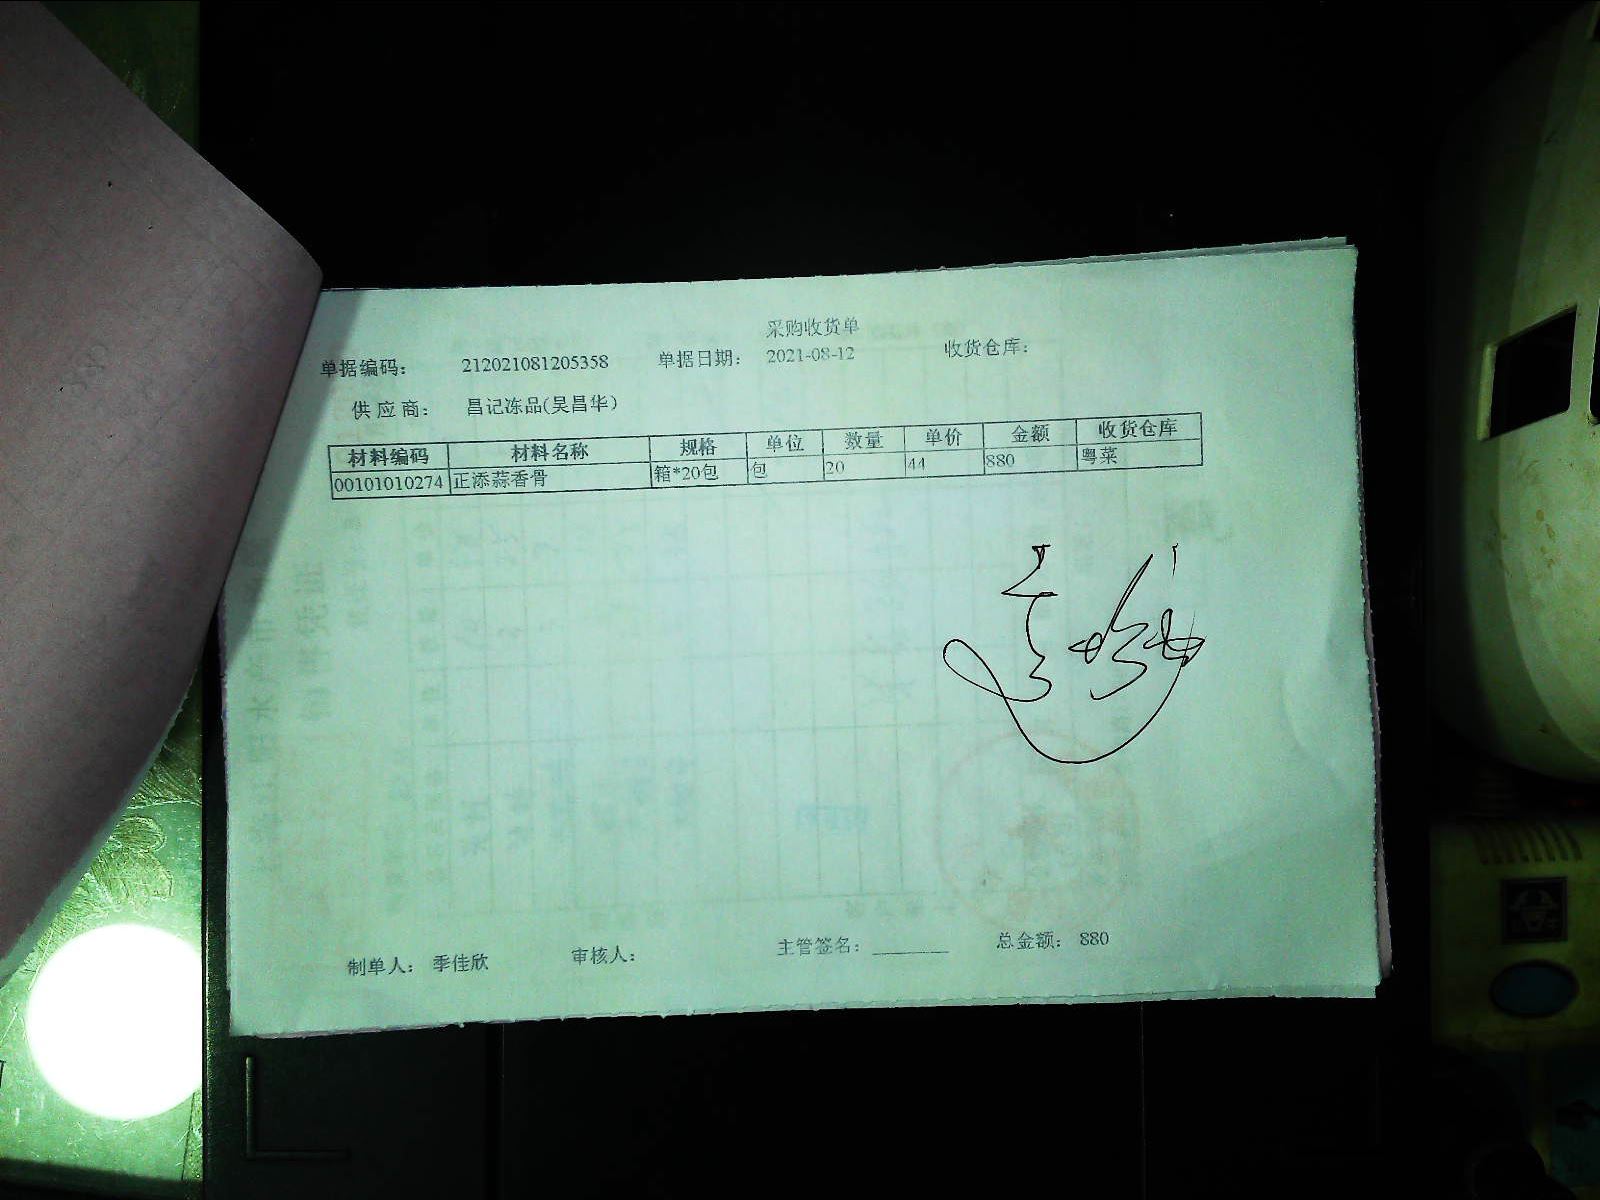 采购收货单
单据编码： 212021081205358 单据日期： 2021-08-12 收货仓库：
供应商： 昌记冻品(吴昌华)
材料编码 材料名称 规格 单位 数量 单价 金额 收货仓库
00101010274 正添蒜香骨 箱*20包 包 20 44 880 粤菜
制单人： 季佳欣 审核人： 主管签名： 总金额： 880